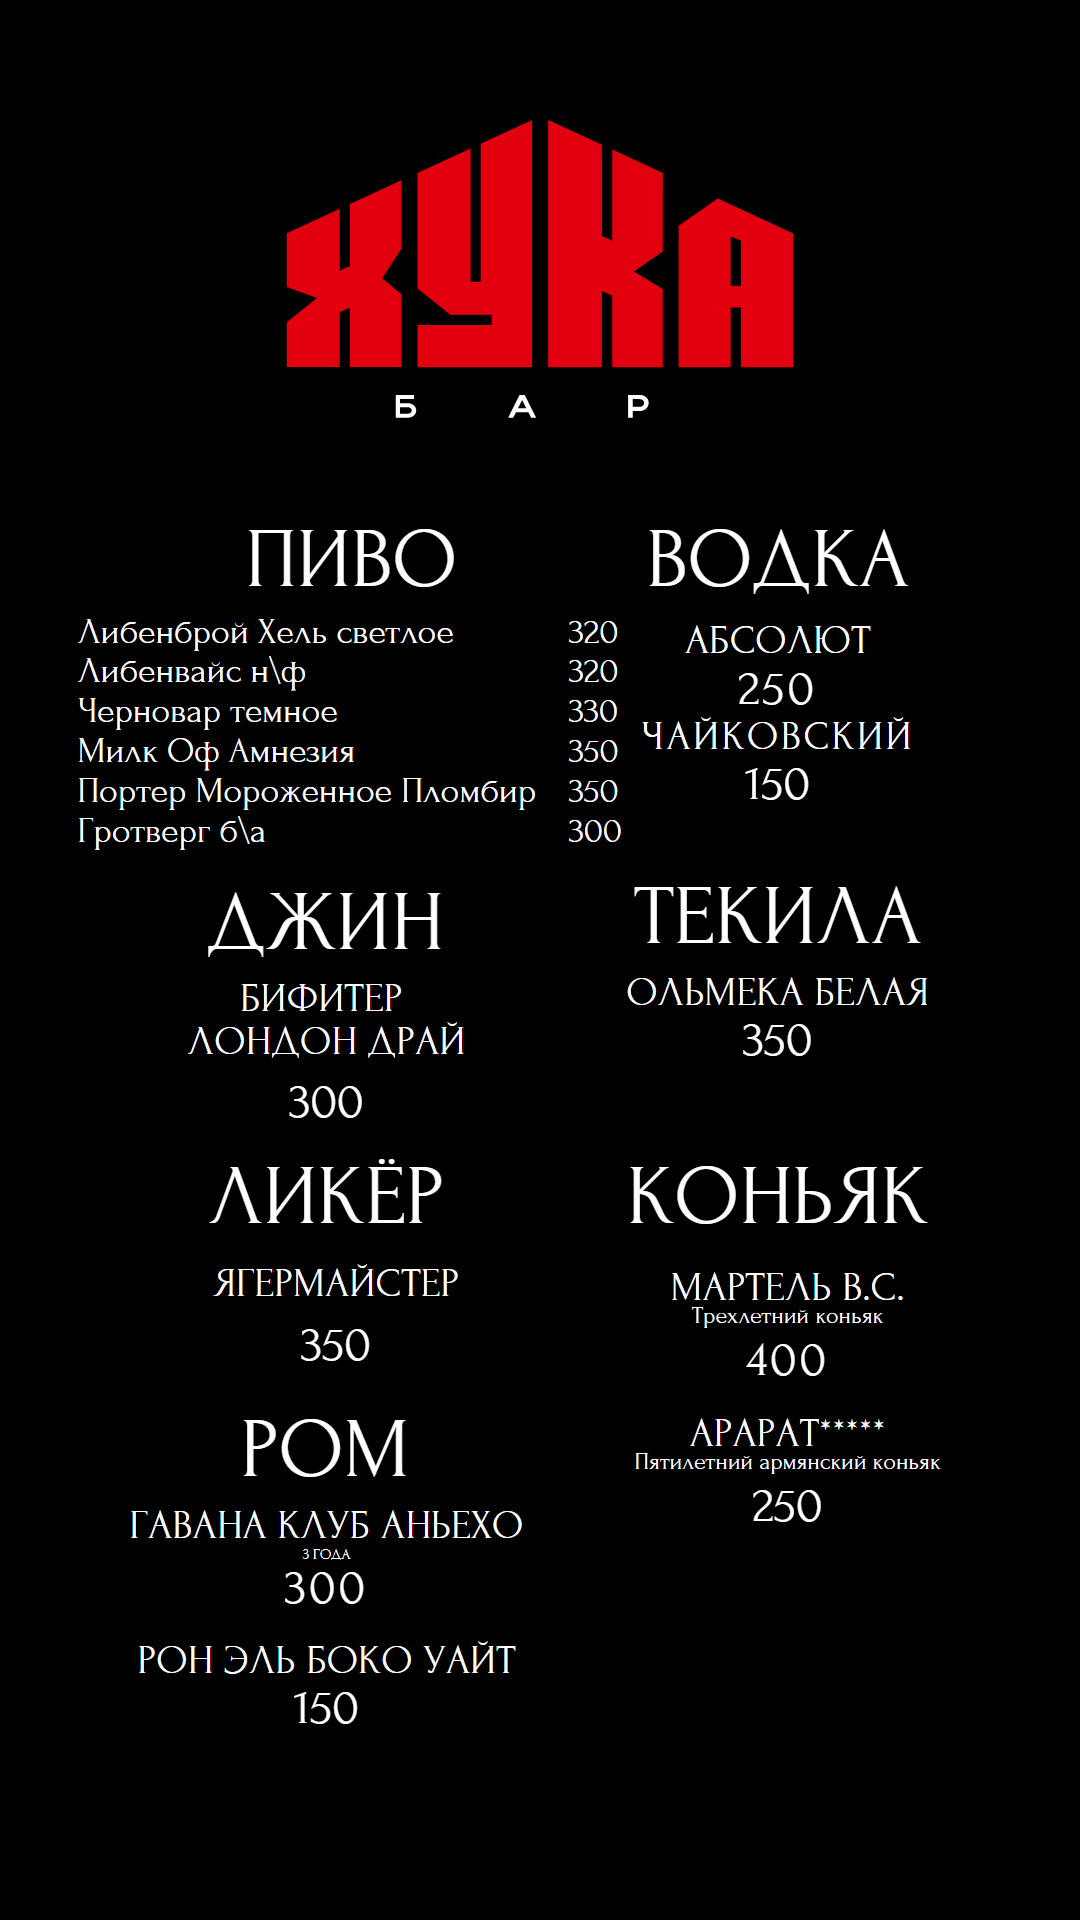 ХУКА
БАР
ПИВО
Либенброй Хель светлое 320
Либенвайс н\ф 320
Черновар темное 330
Милк Оф Амнезия 350
Портер Мороженное Пломбир 350
Гротверг б\а 300
ВОДКА
АБСОЛЮТ
250
ЧАЙКОВСКИЙ
150
ДЖИН
БИФИТЕР
ЛОНДОН ДРАЙ
300
ТЕКИЛА
ОЛЬМЕКА БЕЛАЯ
350
ЛИКЁР
ЯГЕРМАЙСТЕР
350
КОНЬЯК
МАРТЕЛЬ В.С.
Трехлетний коньяк
400
АРАРАТ*****
Пятилетний армянский коньяк
250
РОМ
ГАВАНА КЛУБ АНЬЕХО
3 ГОДА
300
РОН ЭЛЬ БОКО УАЙТ
150